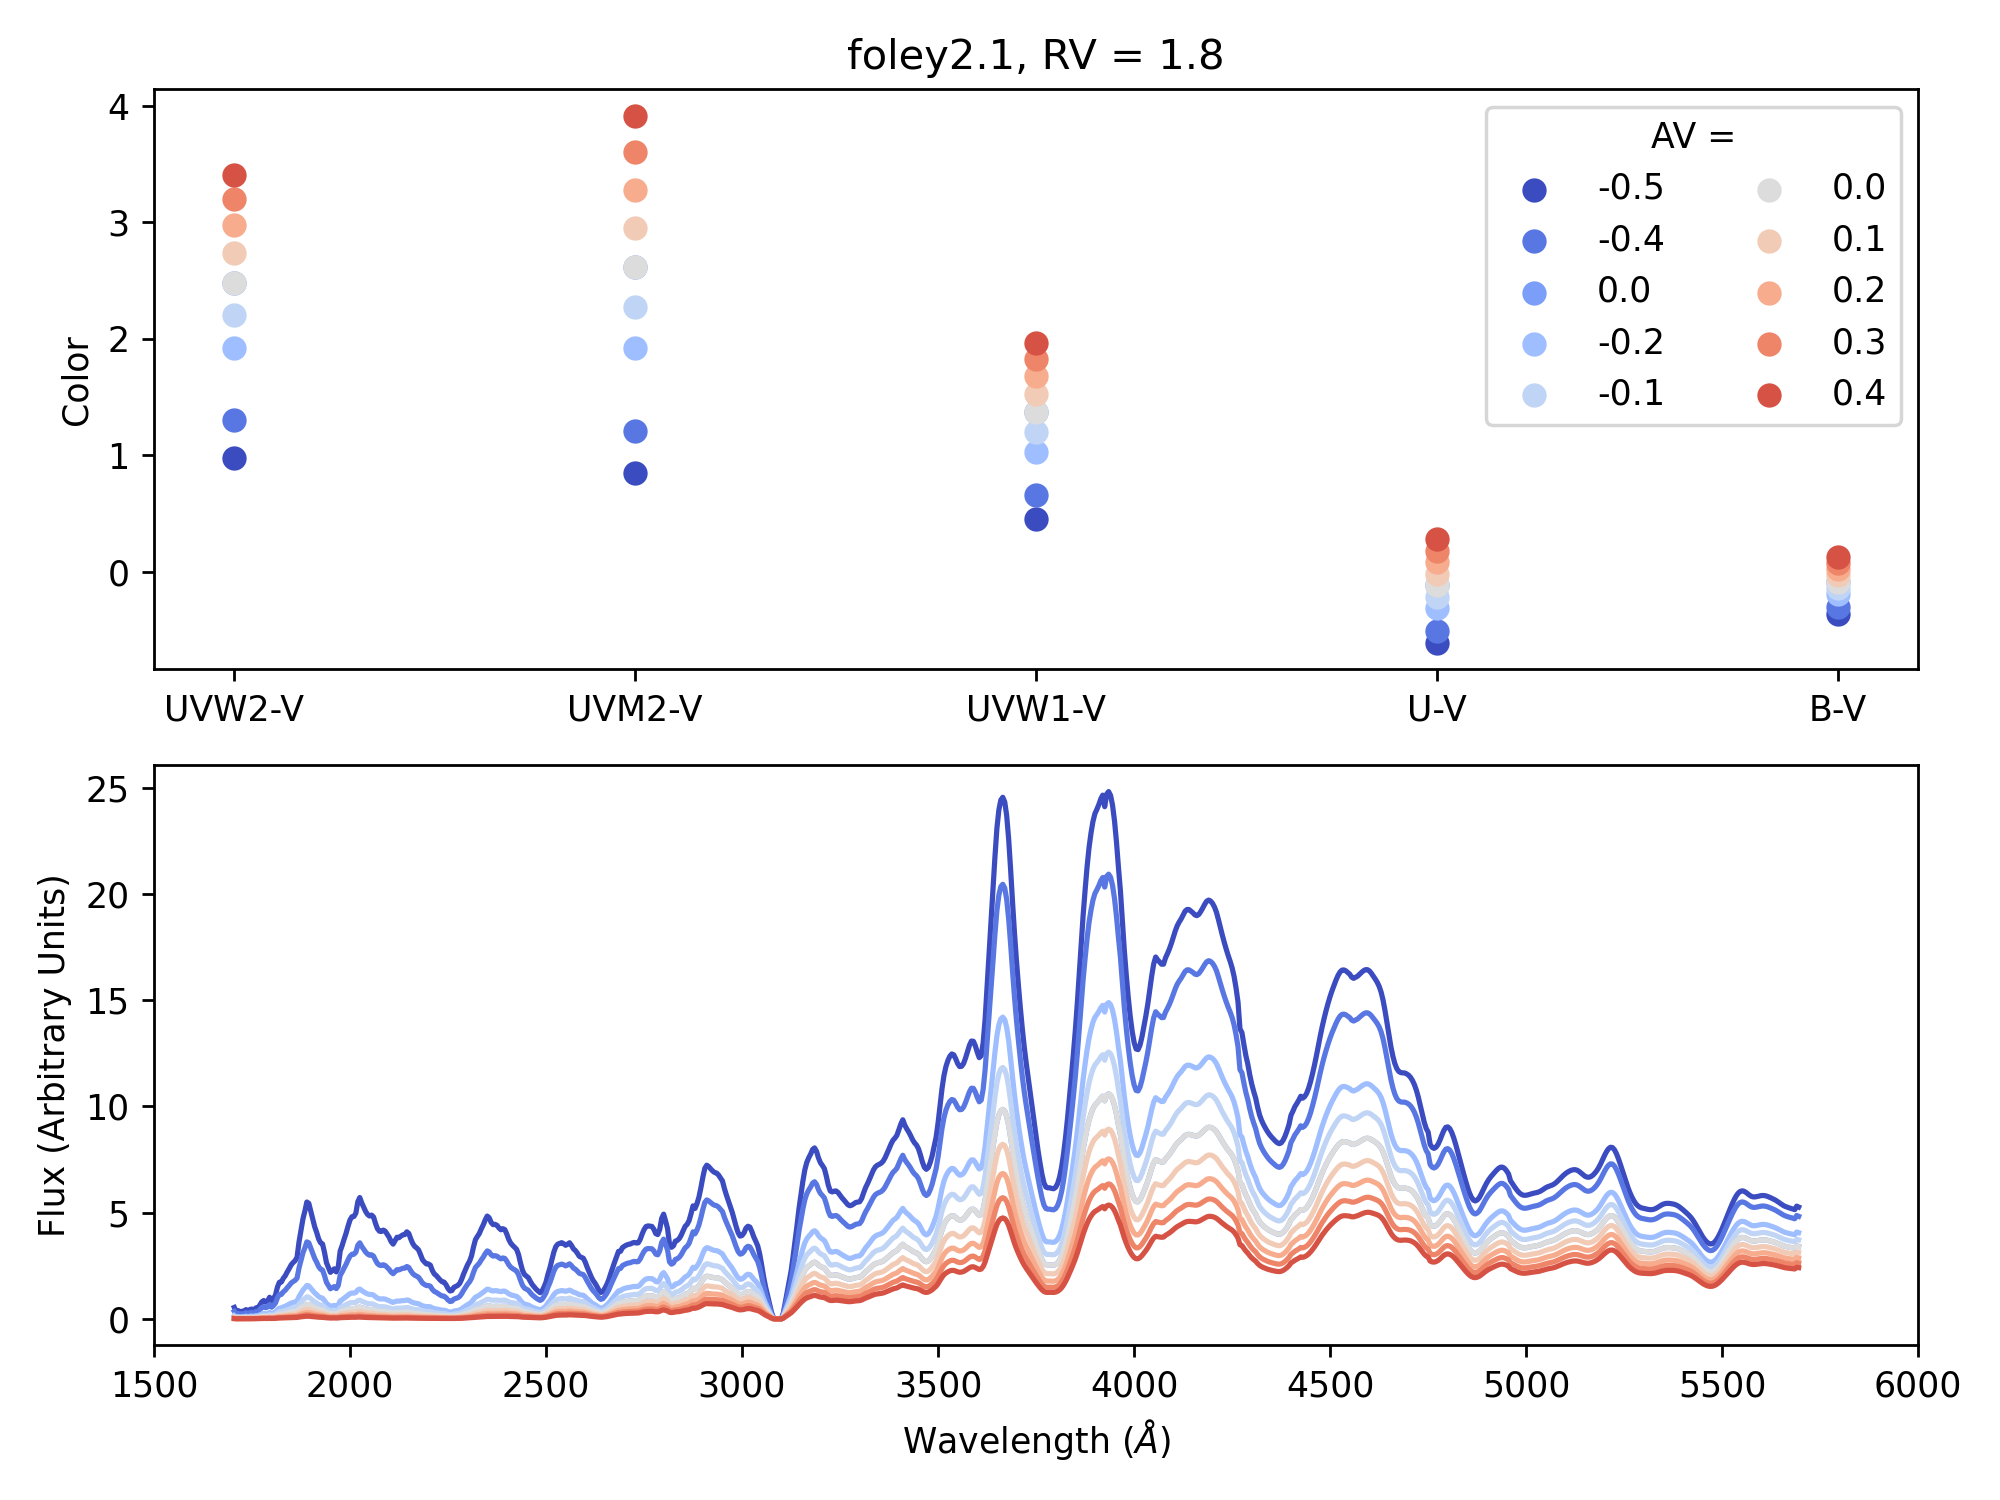 foley2.1, RV = 1.8
4
3
2
1
0
Color
AV =
-0.5 0.0
-0.4 0.1
0.0 0.2
-0.2 0.3
-0.1 0.4
UVW2-V UVM2-V UVW1-V U-V B-V
25
20
15
10
5
0
Flux (Arbitrary Units)
1500 2000 2500 3000 3500 4000 4500 5000 5500 6000
Wavelength (Å)